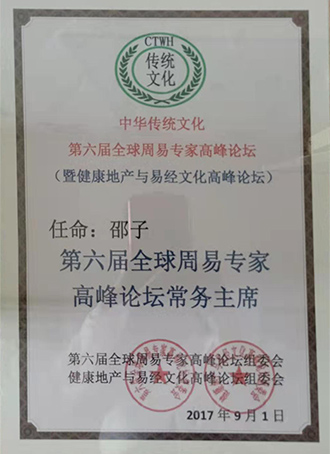 CTWH
传统
文化
中华传统文化
第六届全球周易专家高峰论坛
（暨健康地产与易经文化高峰论坛）
任命：邵子
第六届全球周易专家
高峰论坛常务主席
第六届全球周易专家高峰论坛组委会
健康地产与易经文化高峰论坛组委会
2017 年 9 月 1 日